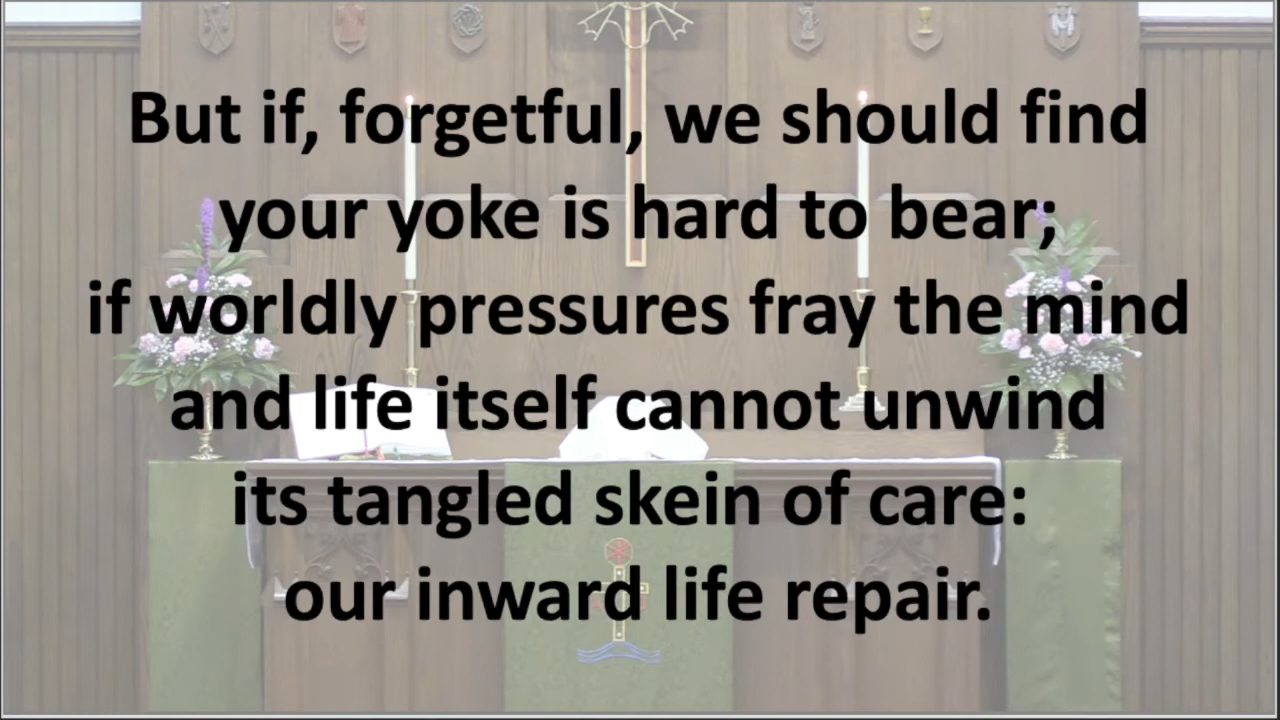 But if, forgetful, we should find
your yoke is hard to bear;
if worldly pressures fray the mind
and life itself cannot unwind
its tangled skein of care:
our inward life repair.